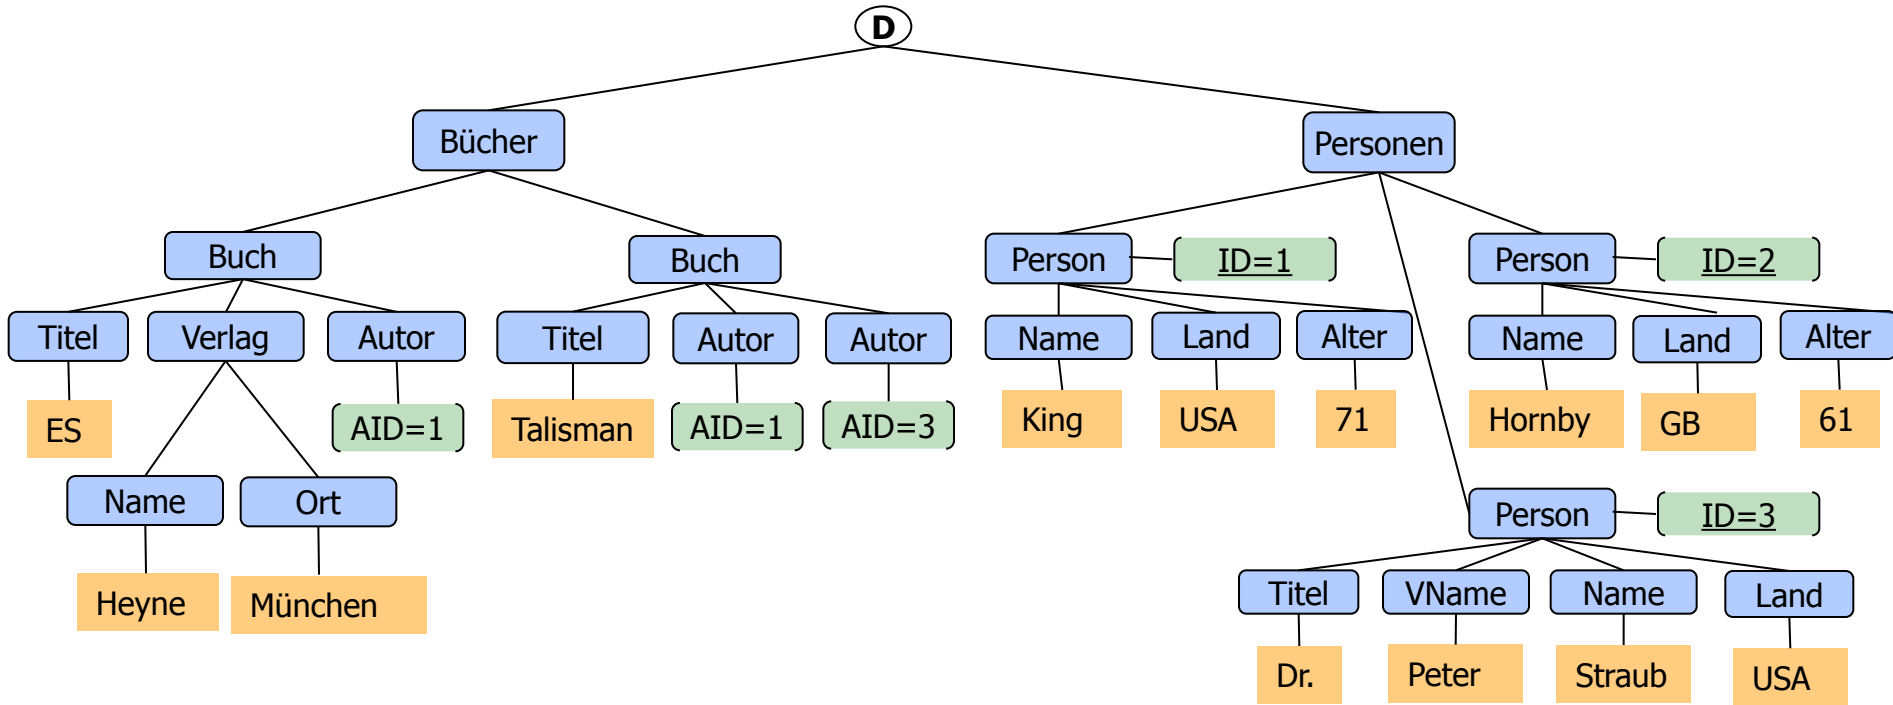 D
Bücher
Personen
Buch
Buch
Person
ID=1
Person
ID=2
Titel
Verlag
Autor
Titel
Autor
Autor
Name
Land
Alter
Name
Land
Alter
ES
AID=1
Talisman
AID=1
AID=3
King
USA
71
Hornby
GB
61
Name
Ort
Person
ID=3
Heyne
München
Titel
VName
Name
Land
Dr.
Peter
Straub
USA